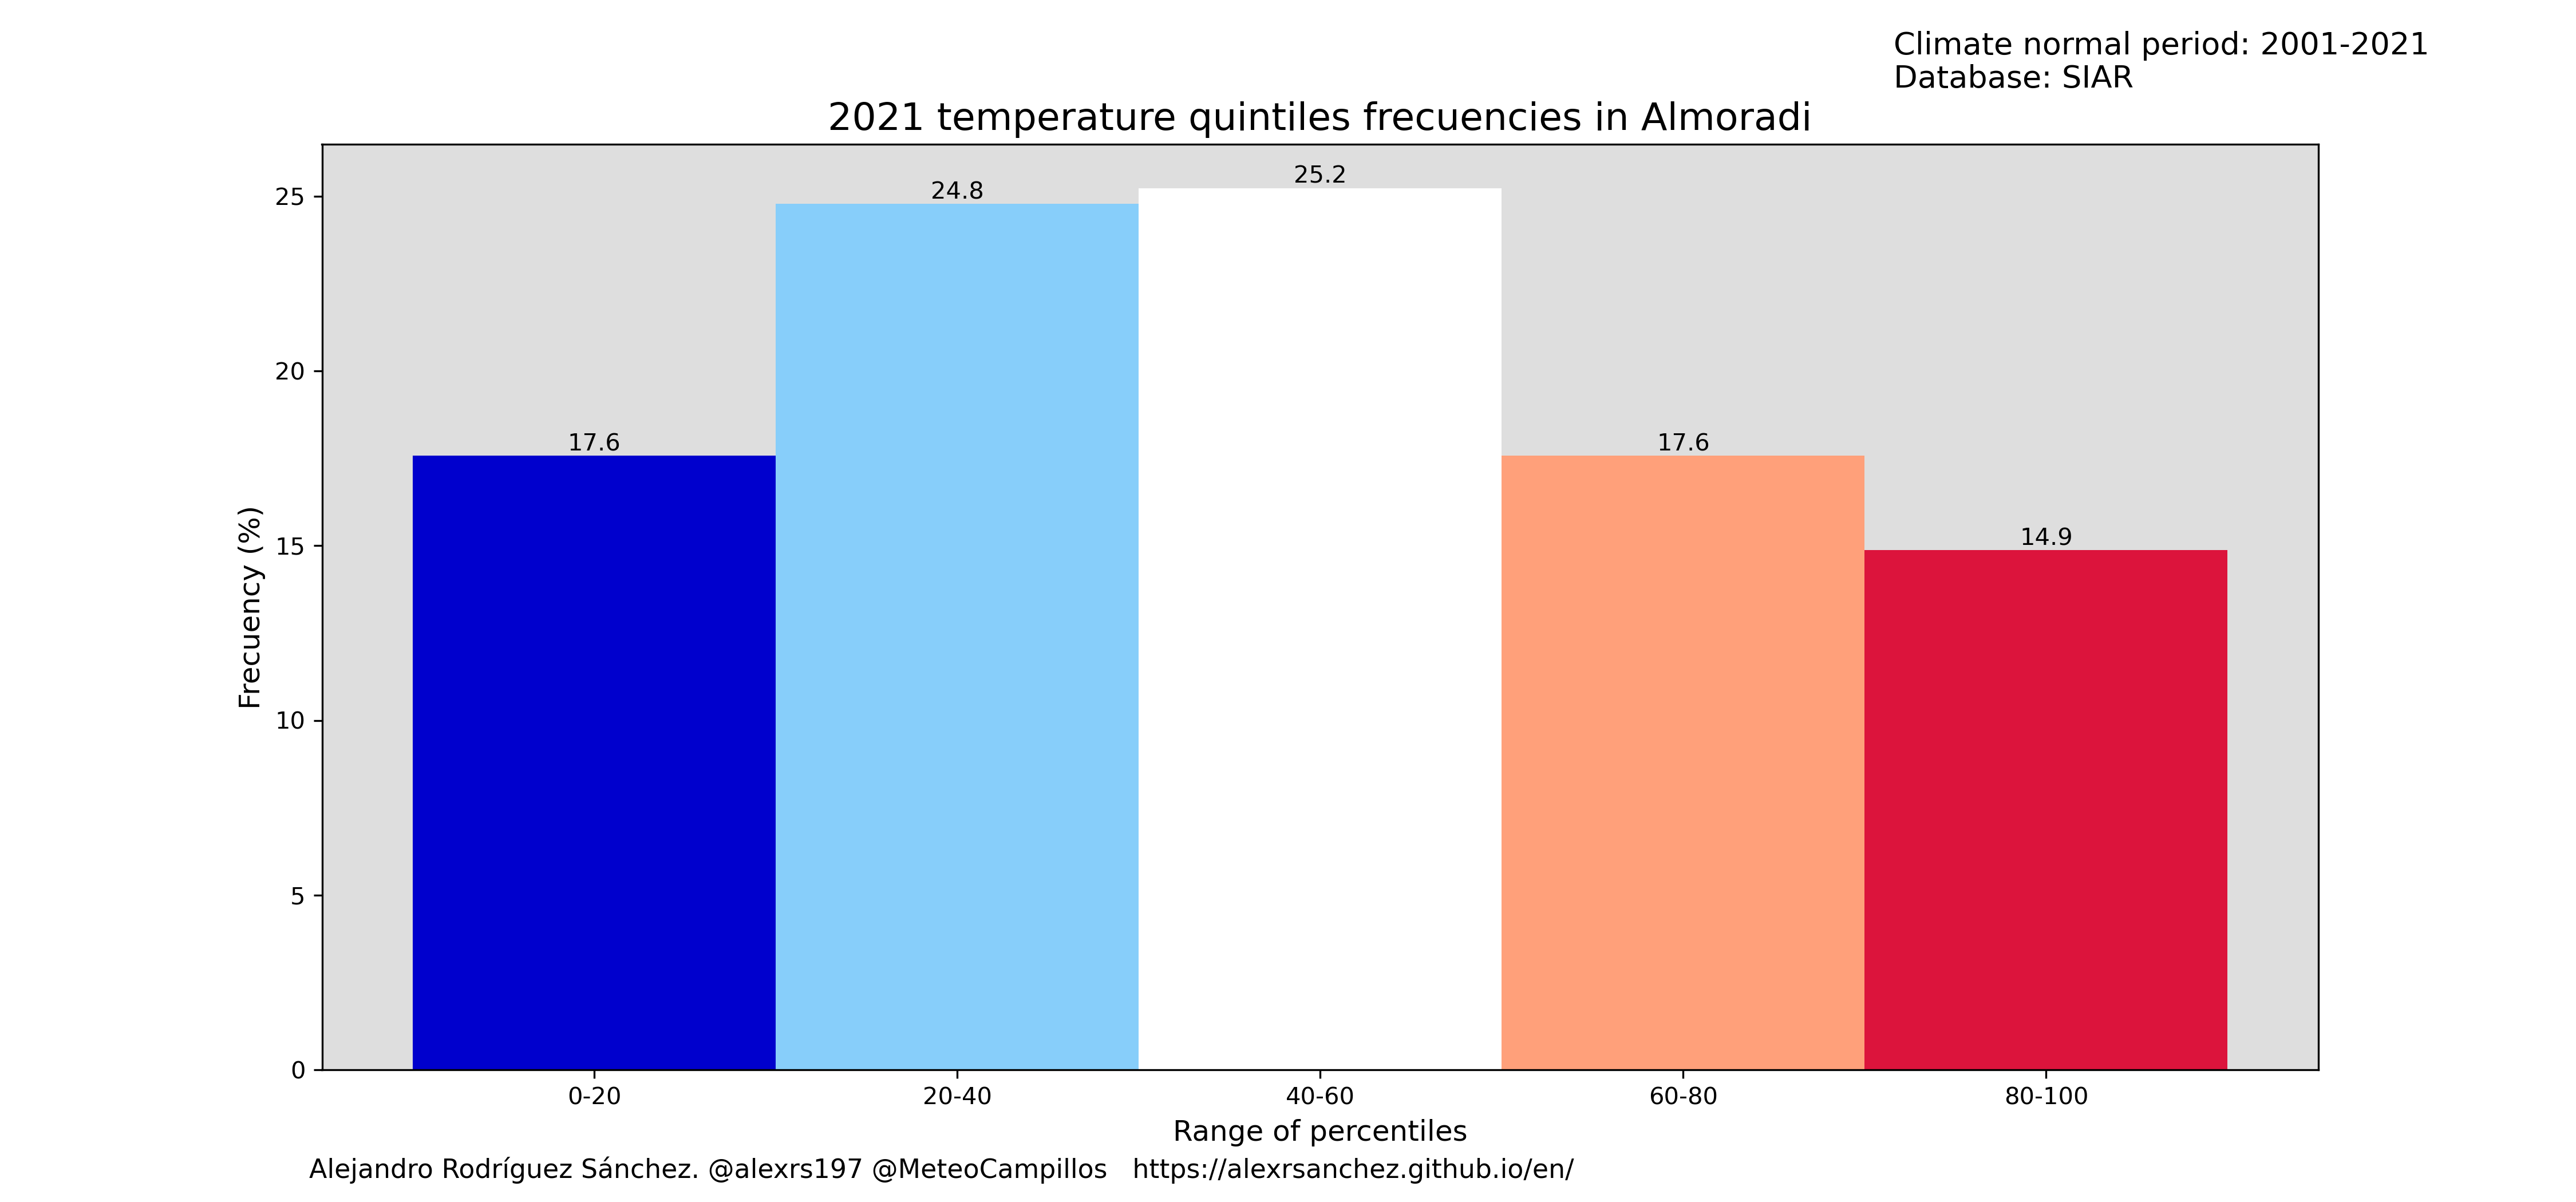 Climate normal period: 2001-2021
Database: SIAR
2021 temperature quintiles frecuencies in Almoradi
25.2
24.8
25
20
17.6
17.6
14.9
15
Frecuency (%)
10
5
0
0-20
20-40
40-60
60-80
80-100
Range of percentiles
Alejandro Rodríguez Sánchez. @alexrs197 @MeteoCampillos   https://alexrsanchez.github.io/en/